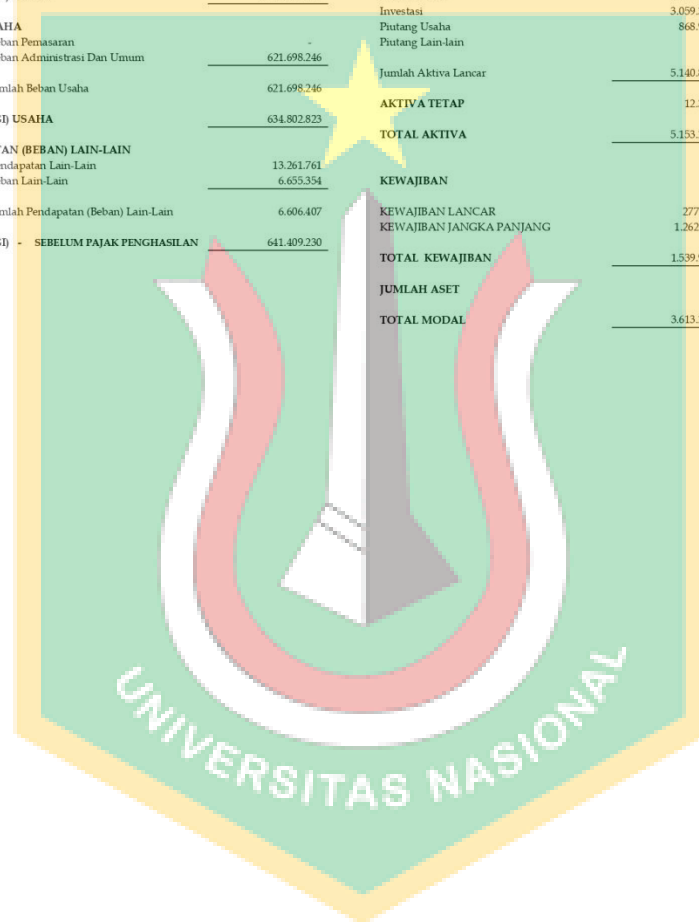 AHA
ban Pemasaran -
ban Administrasi Dan Umum 621.698.246
mlah Beban Usaha 621.698.246
GI) USAHA 634.802.823
TAN (BEBAN) LAIN-LAIN
ndapatan Lain-Lain 13.261.761
ban Lain-Lain 6.655.354
mlah Pendapatan (Beban) Lain-Lain 6.606.407
GI) - SEBELUM PAJAK PENGHASILAN 641.409.230
Investasi 3.059.
Piutang Usaha 868.
Piutang Lain-lain
Jumlah Aktiva Lancar 5.140.
AKTIVA TETAP 12.
TOTAL AKTIVA 5.153.
KEWAJIBAN
KEWAJIBAN LANCAR 277
KEWAJIBAN JANGKA PANJANG 1.262
TOTAL KEWAJIBAN 1.539.
JUMLAH ASET
TOTAL MODAL 3.613.
UNIVERSITAS NASIONAL